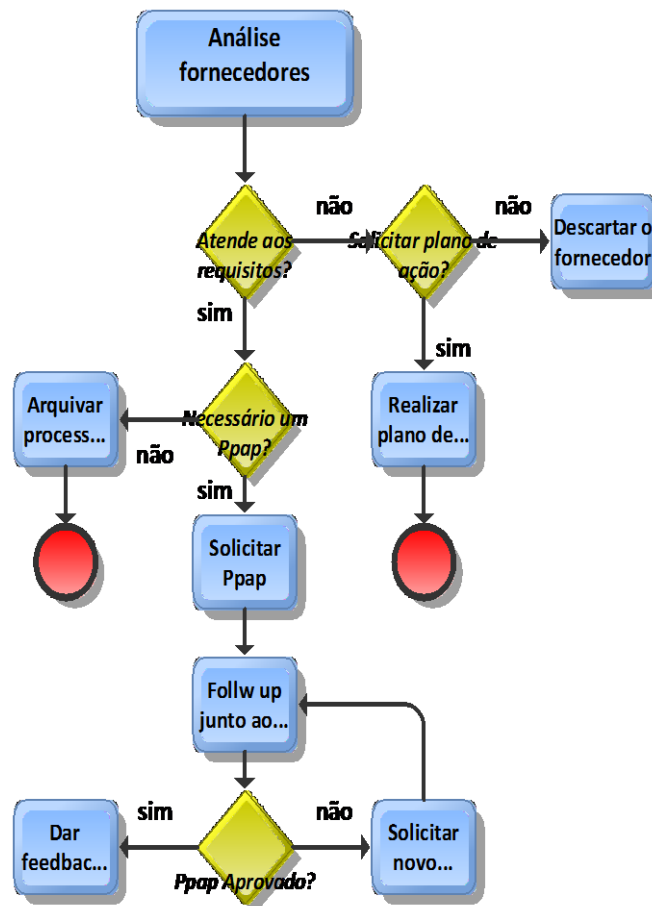 Análise
fornecedores
não
não
Atende aos
requisitos?
Solicitar plano de
ação?
Descartar o
fornecedor
sim
sim
Arquivar
process...
Necessário um
Ppap?
Realizar
plano de...
não
sim
Solicitar
Ppap
Follw up
junto ao...
sim
não
Dar
feedbac...
Ppap Aprovado?
Solicitar
novo...